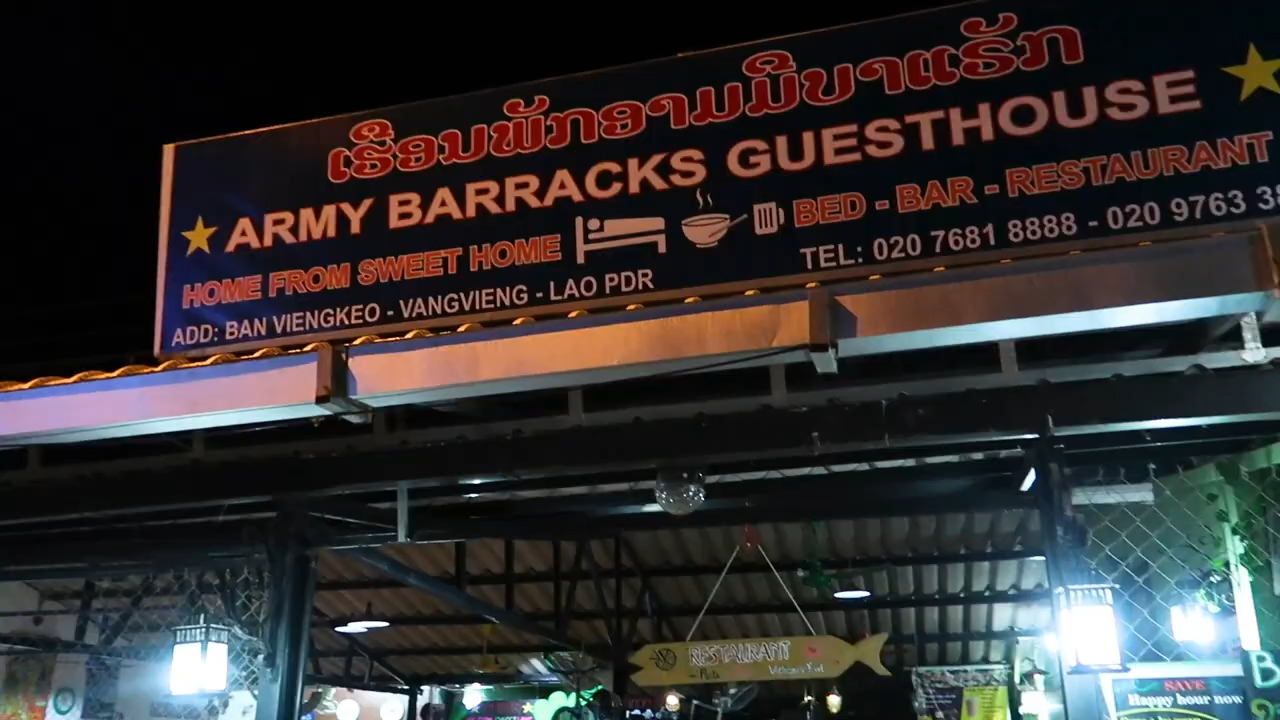 ເຮືອນພັກອາມມີບາແຣັກ
ARMY BARRACKS GUESTHOUSE
HOME FROM SWEET HOME
BED - BAR - RESTAURANT
ADD: BAN VIENGKEO - VANGVIENG - LAO PDR
TEL: 020 7681 8888 - 020 9763 38
RESTAURANT
SAVE
Happy hour now